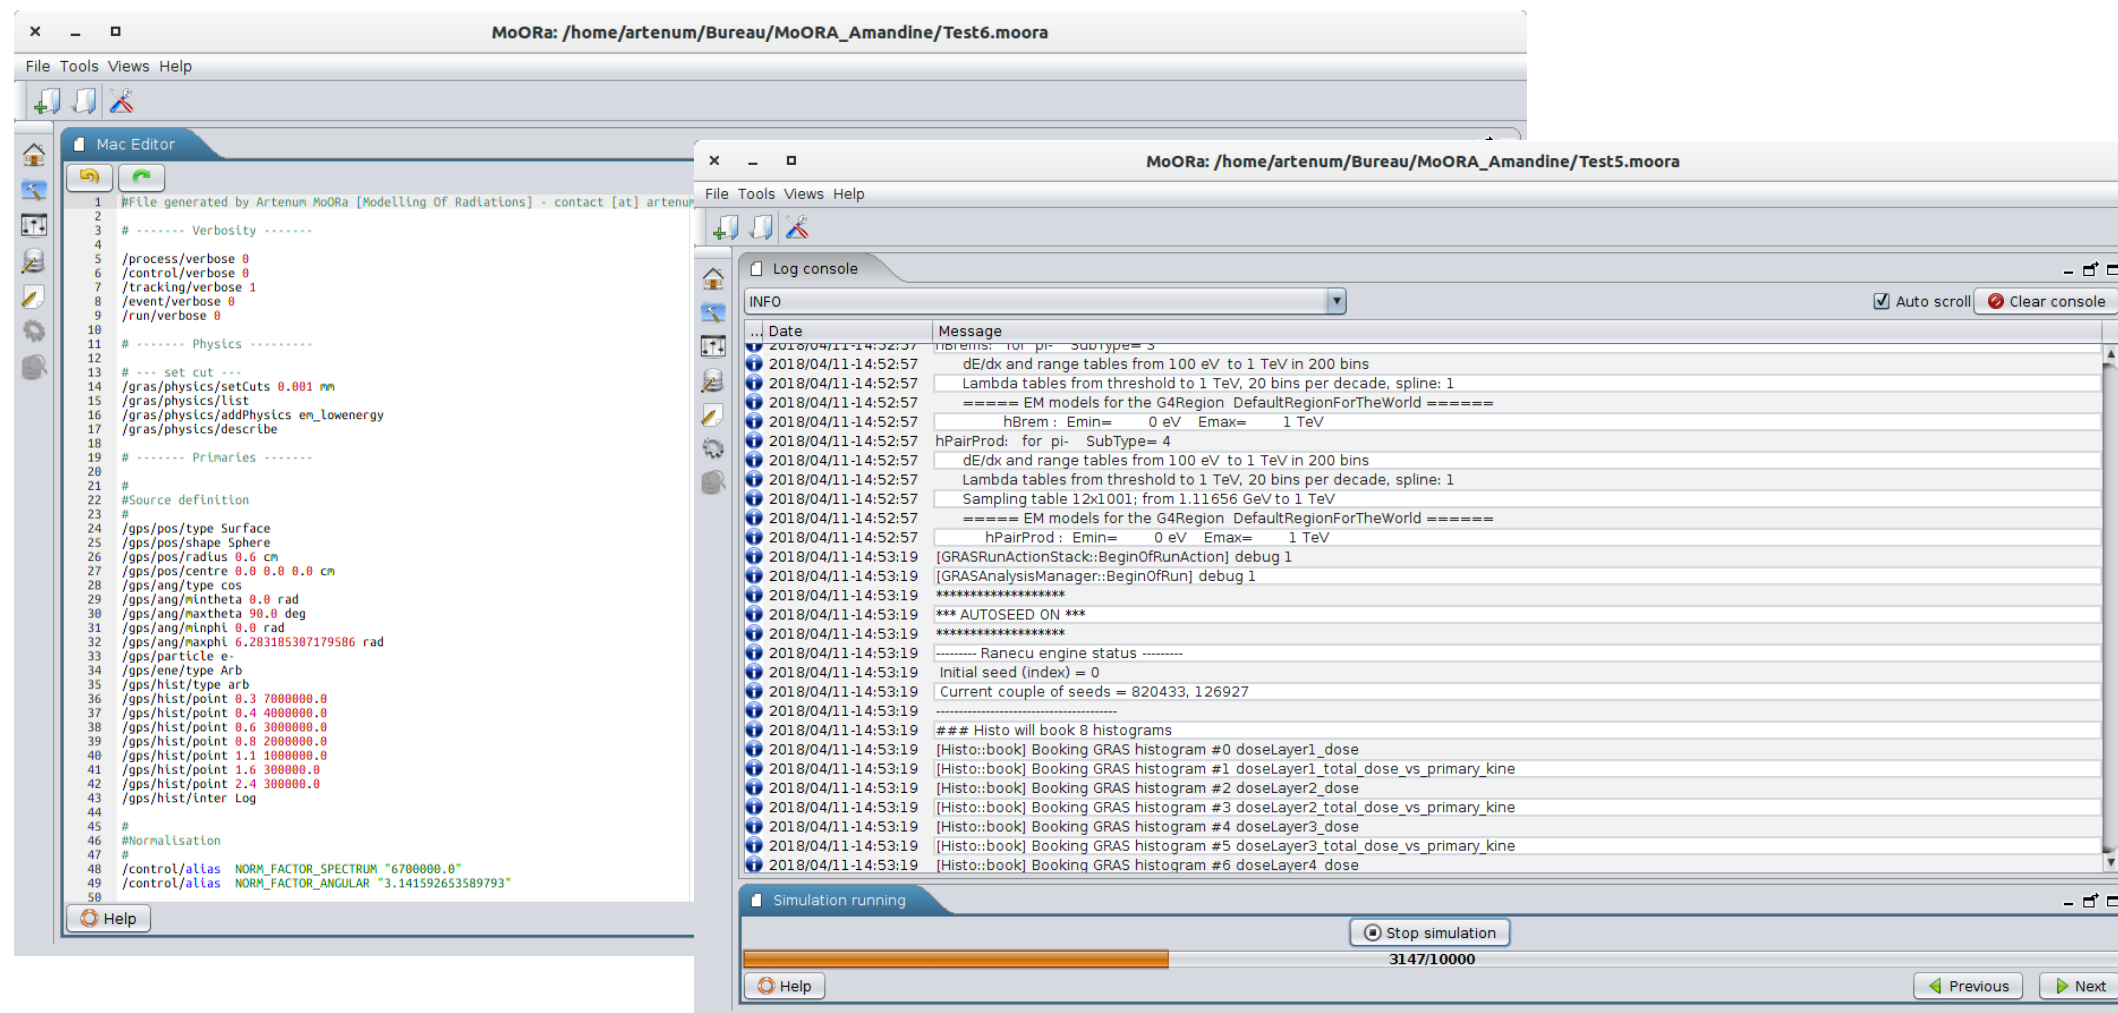 MoORa: /home/artenum/Bureau/MoORA_Amandine/Test6.moora
File Tools Views Help
Mac Editor
1 #File generated by Artenum MoORa [Modelling Of Radiations] - contact [at] artenum
2
3 # ------- Verbosity -------
4
5 /process/verbose 0
6 /control/verbose 0
7 /tracking/verbose 1
8 /event/verbose 0
9 /run/verbose 0
10
11 # ------- Physics ---------
12
13 # --- set cut ---
14 /gras/physics/setCuts 0.001 mm
15 /gras/physics/list
16 /gras/physics/addPhysics em_lowenergy
17 /gras/physics/describe
18
19 # ------- Primaries -------
20
21 #
22 #Source definition
23 #
24 /gps/pos/type Surface
25 /gps/pos/shape Sphere
26 /gps/pos/radius 0.6 cm
27 /gps/pos/centre 0.0 0.0 0.0 cm
28 /gps/ang/type cos
29 /gps/ang/mintheta 0.0 rad
30 /gps/ang/maxtheta 90.0 deg
31 /gps/ang/minphi 0.0 rad
32 /gps/ang/maxphi 6.283185307179586 rad
33 /gps/particle e-
34 /gps/ene/type Arb
35 /gps/hist/type arb
36 /gps/hist/point 0.3 7000000.0
37 /gps/hist/point 0.4 4000000.0
38 /gps/hist/point 0.6 3000000.0
39 /gps/hist/point 0.8 2000000.0
40 /gps/hist/point 1.1 1000000.0
41 /gps/hist/point 1.6 300000.0
42 /gps/hist/point 2.4 300000.0
43 /gps/hist/inter Log
44
45 #
46 #Normalisation
47 #
48 /control/alias NORM_FACTOR_SPECTRUM "6700000.0"
49 /control/alias NORM_FACTOR_ANGULAR "3.141592653589793"
50
Help
MoORa: /home/artenum/Bureau/MoORA_Amandine/Test5.moora
File Tools Views Help
Log console
INFO
Auto scroll Clear console
... Date Message
2018/04/11-14:52:57 hBrems: for pi- SubType= 3
2018/04/11-14:52:57 dE/dx and range tables from 100 eV to 1 TeV in 200 bins
2018/04/11-14:52:57 Lambda tables from threshold to 1 TeV, 20 bins per decade, spline: 1
2018/04/11-14:52:57 ===== EM models for the G4Region DefaultRegionForTheWorld ======
2018/04/11-14:52:57 hBrem : Emin= 0 eV Emax= 1 TeV
2018/04/11-14:52:57 hPairProd: for pi- SubType= 4
2018/04/11-14:52:57 dE/dx and range tables from 100 eV to 1 TeV in 200 bins
2018/04/11-14:52:57 Lambda tables from threshold to 1 TeV, 20 bins per decade, spline: 1
2018/04/11-14:52:57 Sampling table 12x1001; from 1.11656 GeV to 1 TeV
2018/04/11-14:52:57 ===== EM models for the G4Region DefaultRegionForTheWorld ======
2018/04/11-14:52:57 hPairProd : Emin= 0 eV Emax= 1 TeV
2018/04/11-14:53:19 [GRASRunActionStack::BeginOfRunAction] debug 1
2018/04/11-14:53:19 [GRASAnalysisManager::BeginOfRun] debug 1
2018/04/11-14:53:19 *******************
2018/04/11-14:53:19 *** AUTOSEED ON ***
2018/04/11-14:53:19 *******************
2018/04/11-14:53:19 --------- Ranecu engine status ---------
2018/04/11-14:53:19 Initial seed (index) = 0
2018/04/11-14:53:19 Current couple of seeds = 820433, 126927
2018/04/11-14:53:19 ----------------------------------------
2018/04/11-14:53:19 ### Histo will book 8 histograms
2018/04/11-14:53:19 [Histo::book] Booking GRAS histogram #0 doseLayer1_dose
2018/04/11-14:53:19 [Histo::book] Booking GRAS histogram #1 doseLayer1_total_dose_vs_primary_kine
2018/04/11-14:53:19 [Histo::book] Booking GRAS histogram #2 doseLayer2_dose
2018/04/11-14:53:19 [Histo::book] Booking GRAS histogram #3 doseLayer2_total_dose_vs_primary_kine
2018/04/11-14:53:19 [Histo::book] Booking GRAS histogram #4 doseLayer3_dose
2018/04/11-14:53:19 [Histo::book] Booking GRAS histogram #5 doseLayer3_total_dose_vs_primary_kine
2018/04/11-14:53:19 [Histo::book] Booking GRAS histogram #6 doseLayer4_dose
Simulation running
Stop simulation
3147/10000
Help Previous Next